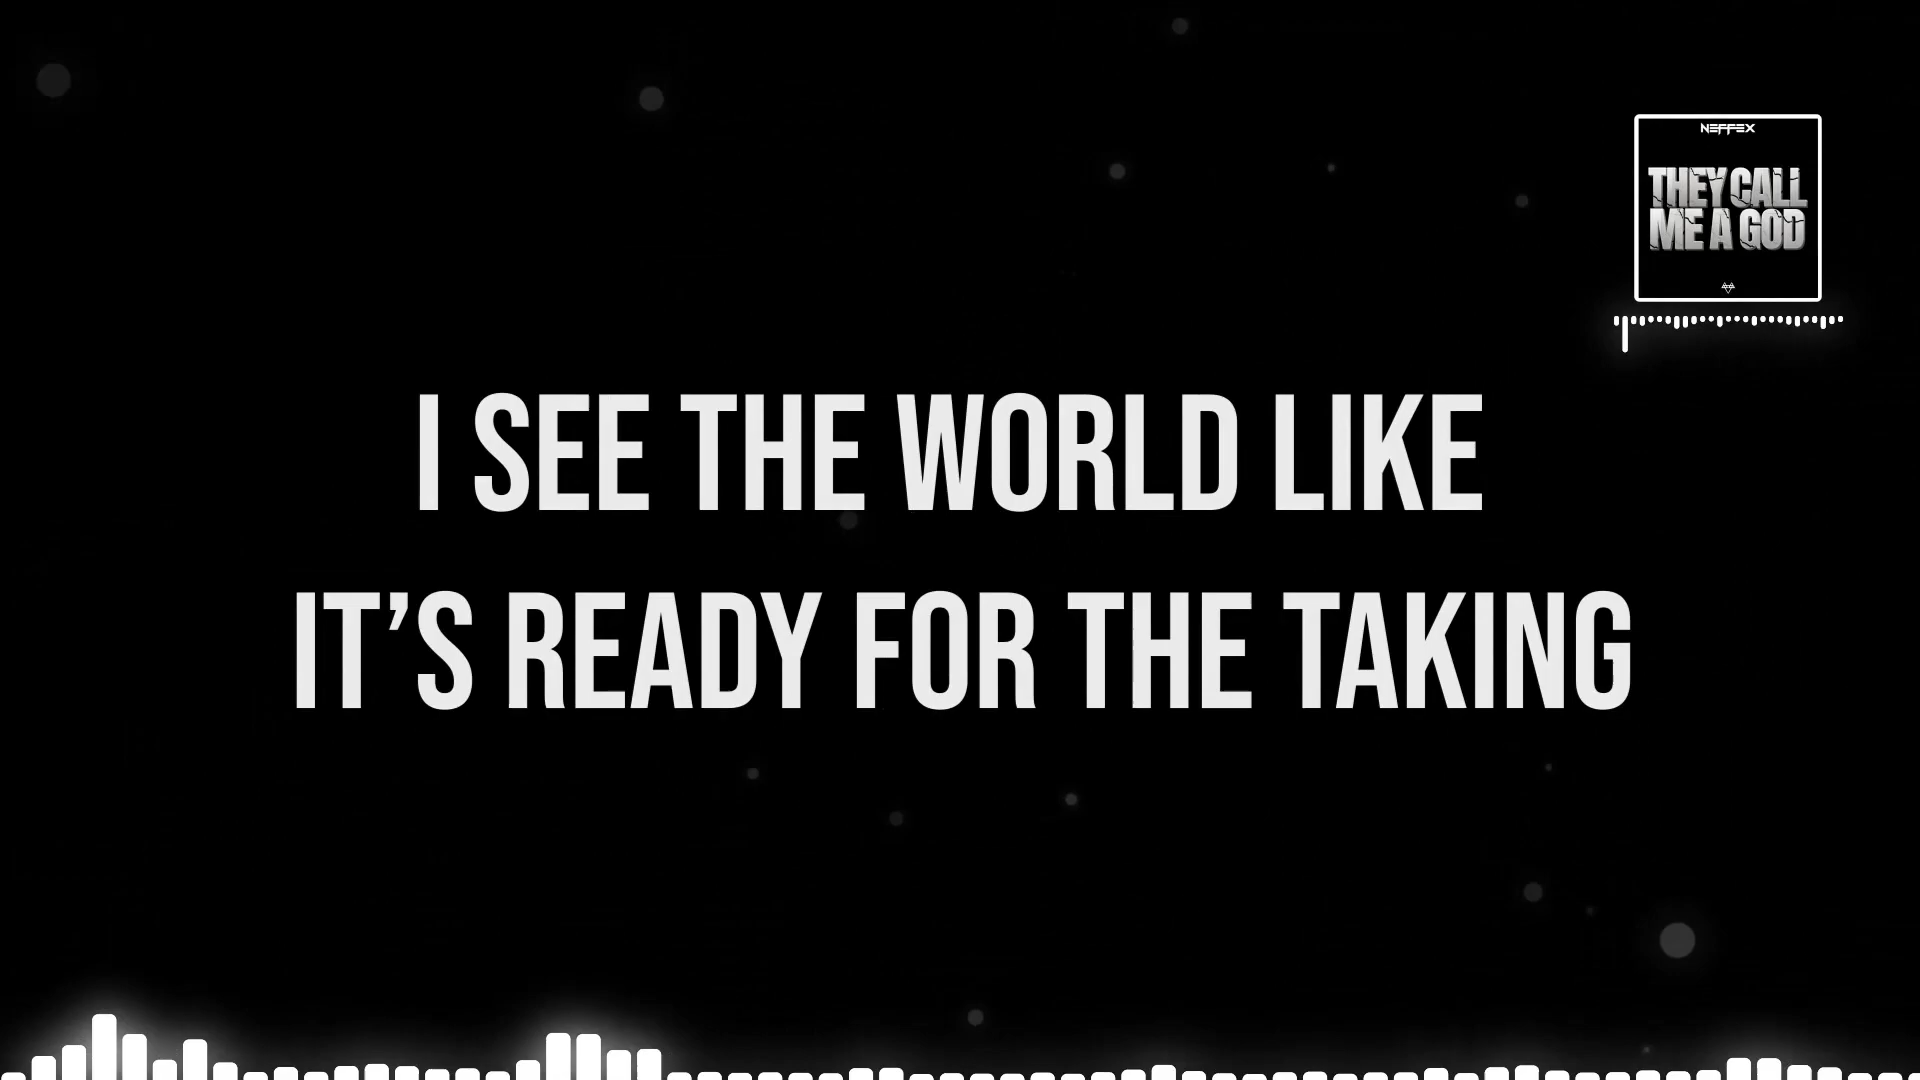 NEFFEX
THEY CALL
ME A GOD
I SEE THE WORLD LIKE
IT’S READY FOR THE TAKING